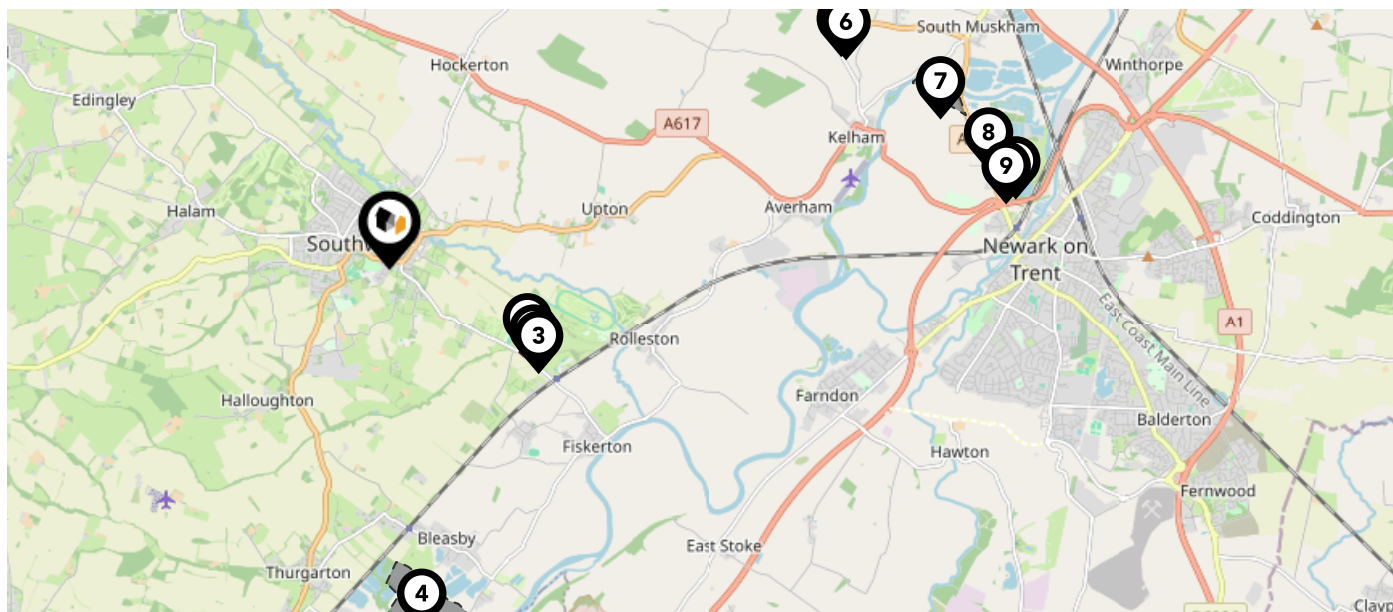 6
South Muskham
Hockerton
Winthorpe
7
Edingley
A617
8
Kelham
A
9
Halam
Upton
Averham
Coddington
Southw
Newark on
Trent
East Coast Main Line
A1
3
Rolleston
Farndon
Halloughton
Balderton
Fiskerton
Hawton
Fernwood
Bleasby
East Stoke
Thurgarton
4